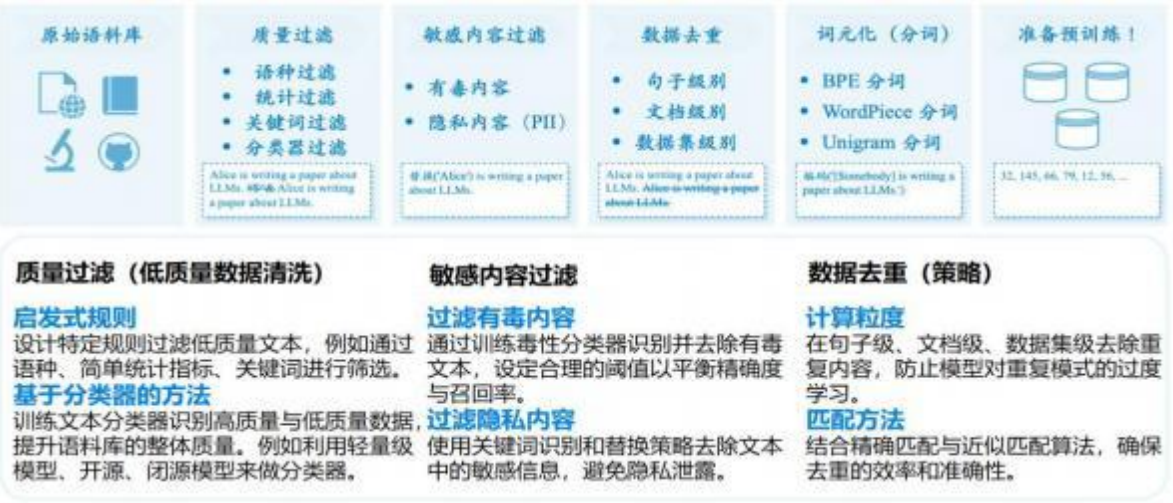 原始语料库
质量过滤
• 语种过滤
• 统计过滤
• 关键词过滤
• 分类器过滤
Alice is writing a paper about
LLMs. Alice is writing
a paper about LLMs.
敏感内容过滤
• 有毒内容
• 隐私内容（PII）
替换('Alice') is writing a paper
about LLMs.
数据去重
• 句子级别
• 文档级别
• 数据集级别
Alice is writing a paper about
LLMs. Alice is writing a paper
about LLMs.
词元化（分词）
• BPE 分词
• WordPiece 分词
• Unigram 分词
编码('[Somebody] is writing a
paper about LLMs.')
准备预训练！
32, 145, 66, 79, 12, 56, ...
质量过滤（低质量数据清洗）
启发式规则
设计特定规则过滤低质量文本，例如通过
语种、简单统计指标、关键词进行筛选。
基于分类器的方法
训练文本分类器识别高质量与低质量数据，
提升语料库的整体质量。例如利用轻量级
模型、开源、闭源模型来做分类器。
敏感内容过滤
过滤有毒内容
通过训练毒性分类器识别并去除有毒
文本，设定合理的阈值以平衡精确度
与召回率。
过滤隐私内容
使用关键词识别和替换策略去除文本
中的敏感信息，避免隐私泄露。
数据去重（策略）
计算粒度
在句子级、文档级、数据集级去除重
复内容，防止模型对重复模式的过度
学习。
匹配方法
结合精确匹配与近似匹配算法，确保
去重的效率和准确性。